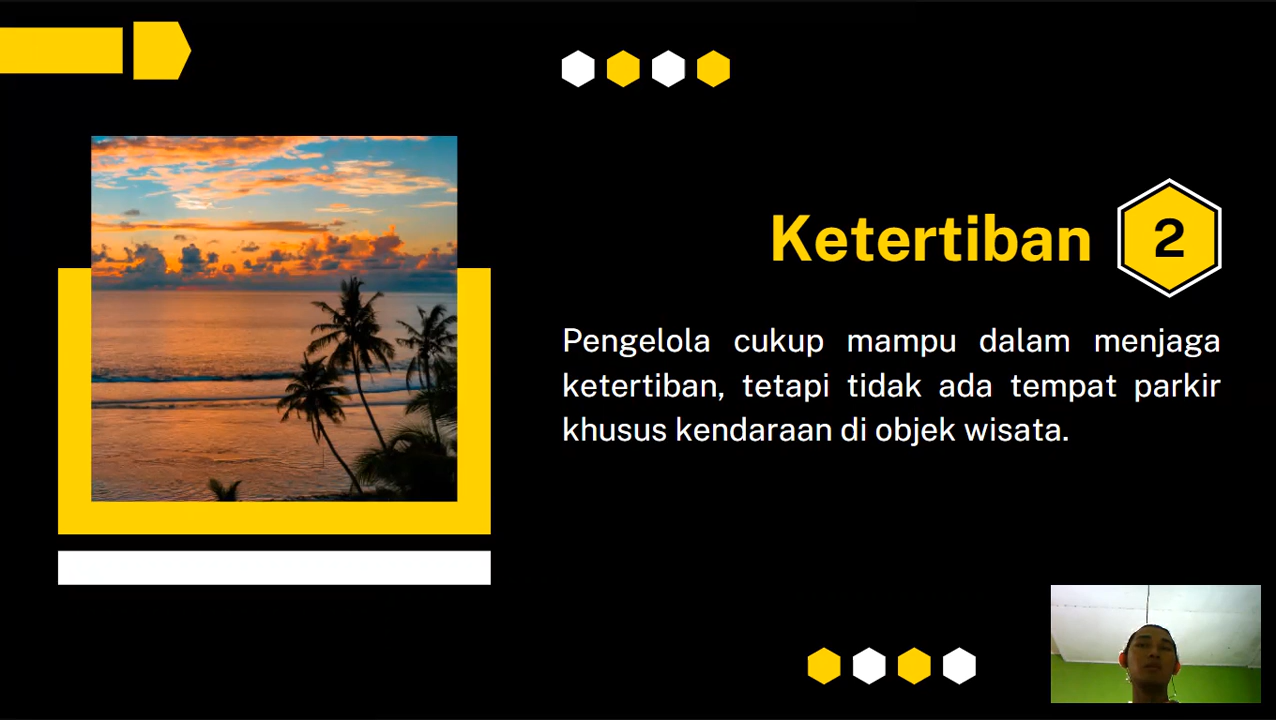 Ketertiban
2
Pengelola cukup mampu dalam menjaga
ketertiban, tetapi tidak ada tempat parkir
khusus kendaraan di objek wisata.